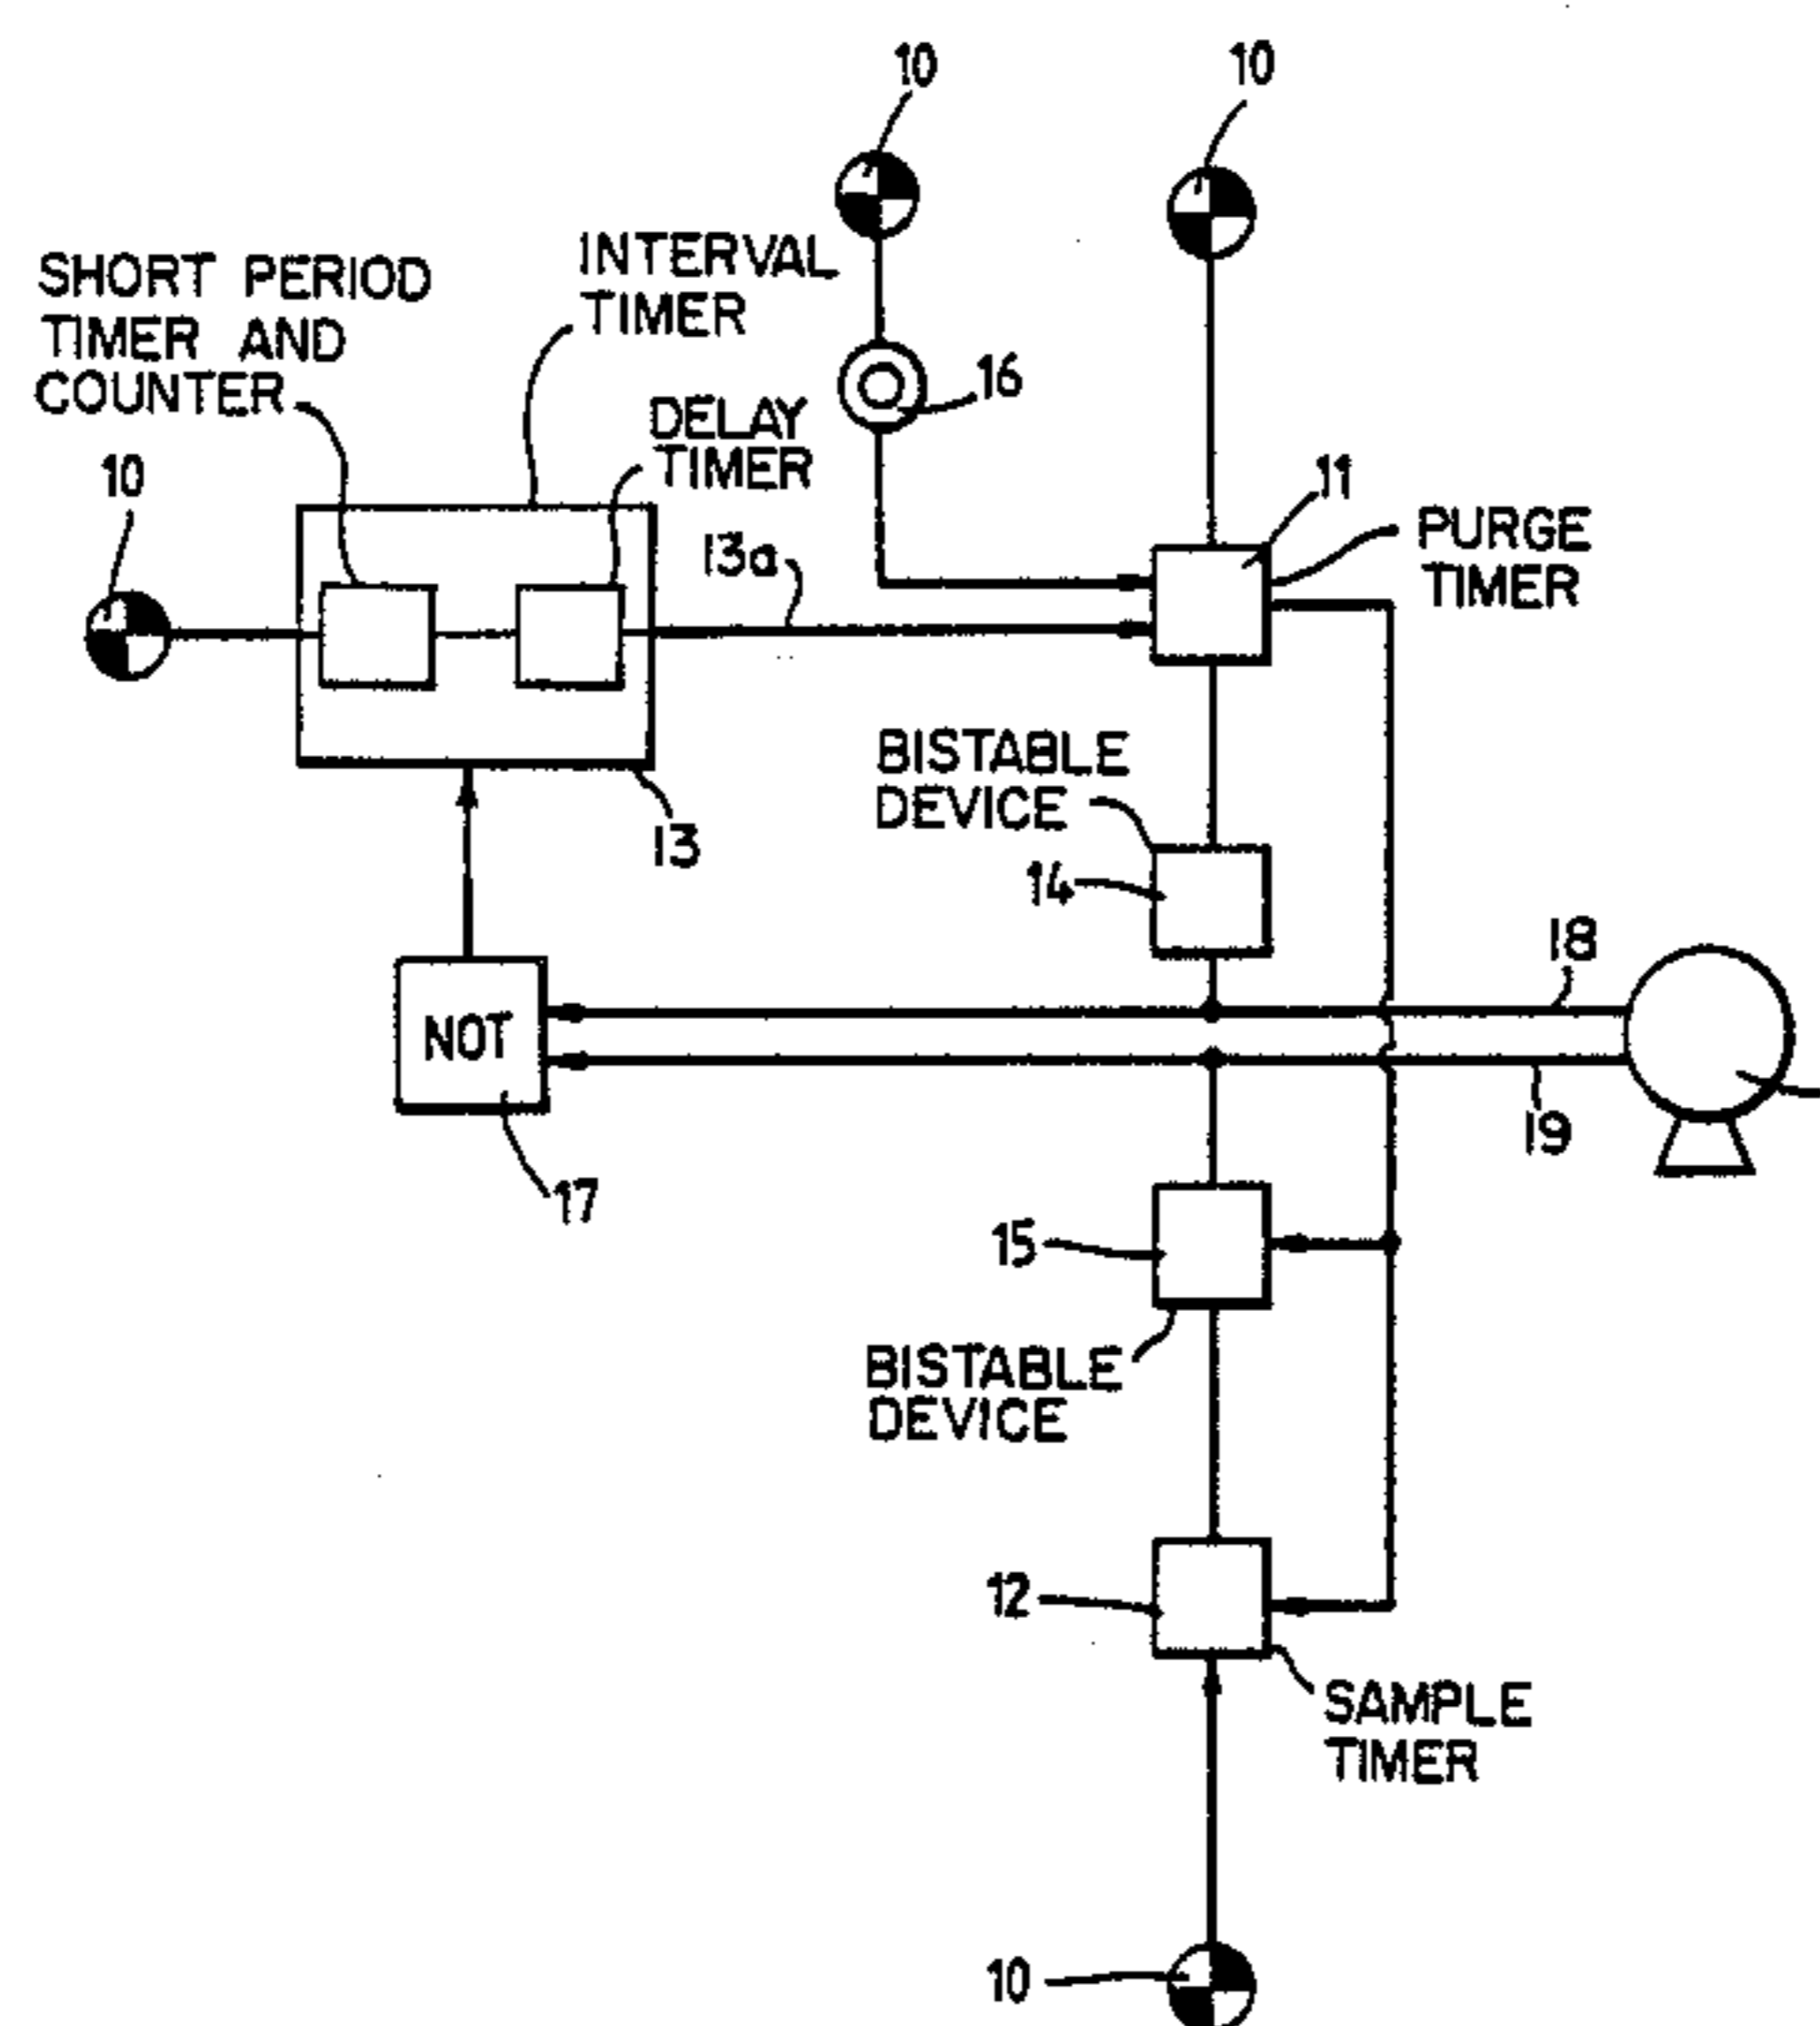 10
10
SHORT PERIOD
TIMER AND
COUNTER
INTERVAL
TIMER
16
DELAY
TIMER
10
11
13a
PURGE
TIMER
BISTABLE
DEVICE
13
14
18
NOT
19
17
15
BISTABLE
DEVICE
12
SAMPLE
TIMER
10